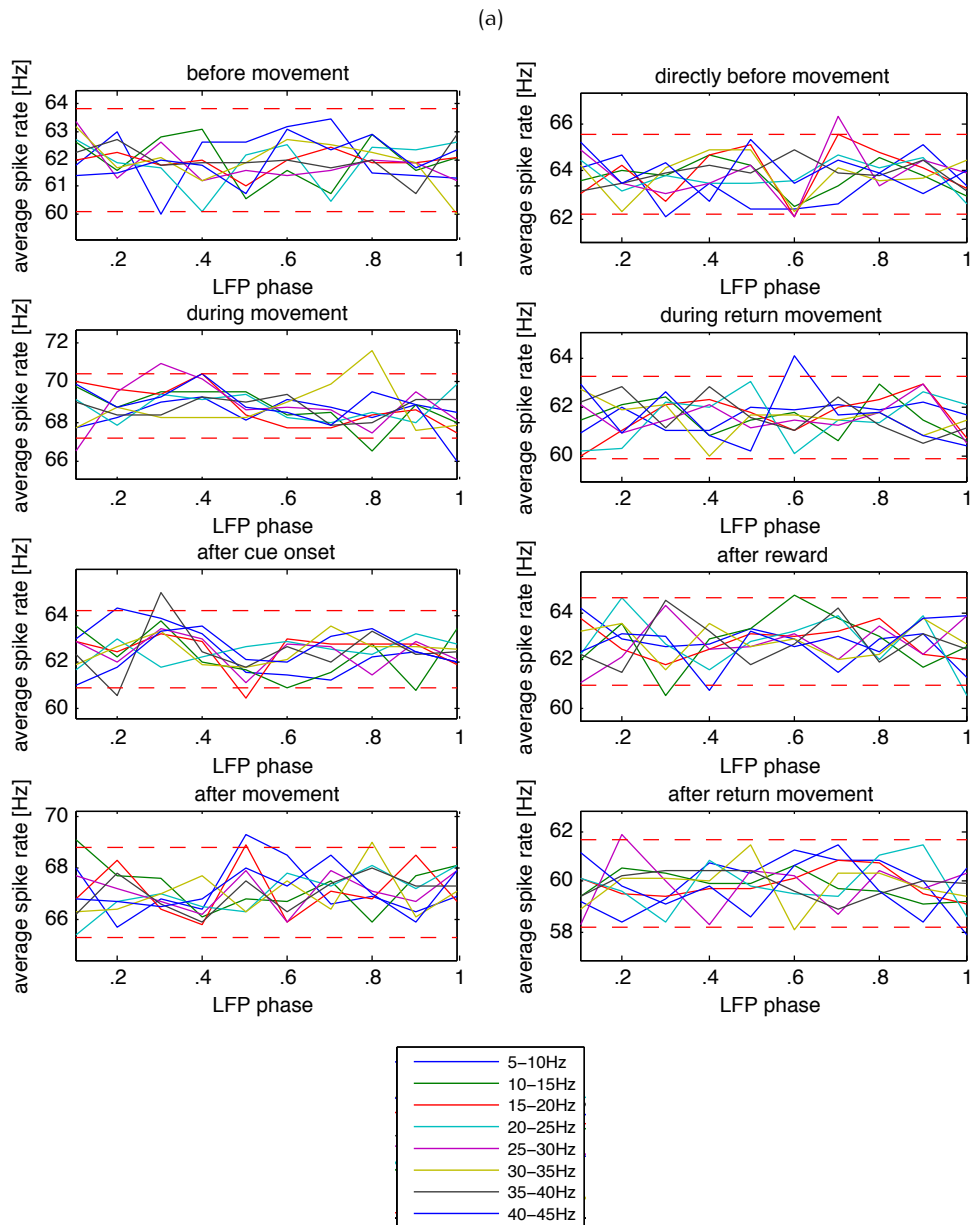 (a)
before movement
average spike rate [Hz]
64
63
62
61
60
.2
.4
.6
.8
1
LFP phase
directly before movement
average spike rate [Hz]
66
64
62
.2
.4
.6
.8
1
LFP phase
during movement
average spike rate [Hz]
72
70
68
66
.2
.4
.6
.8
1
LFP phase
during return movement
average spike rate [Hz]
64
62
60
.2
.4
.6
.8
1
LFP phase
after cue onset
average spike rate [Hz]
64
62
60
.2
.4
.6
.8
1
LFP phase
after reward
average spike rate [Hz]
64
62
60
.2
.4
.6
.8
1
LFP phase
after movement
average spike rate [Hz]
70
68
66
.2
.4
.6
.8
1
LFP phase
after return movement
average spike rate [Hz]
62
60
58
.2
.4
.6
.8
1
LFP phase
5−10Hz
10−15Hz
15−20Hz
20−25Hz
25−30Hz
30−35Hz
35−40Hz
40−45Hz